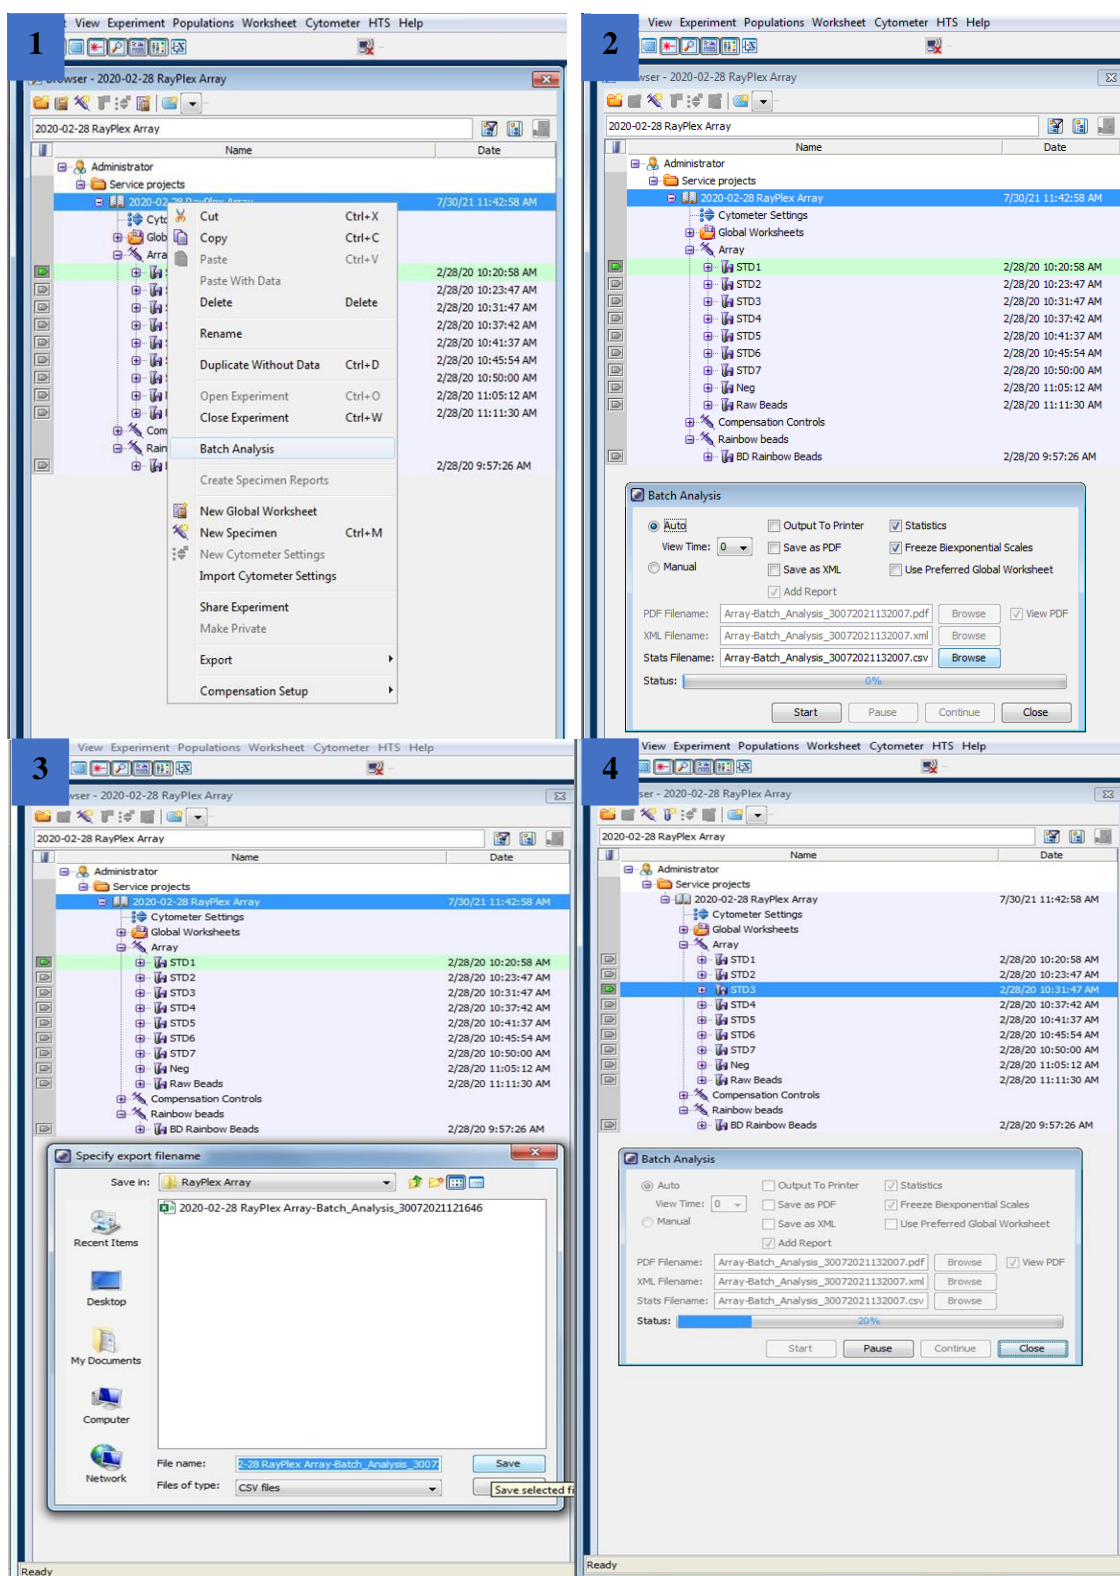 1
View Experiment Populations Worksheet Cytometer HTS Help
Browser - 2020-02-28 RayPlex Array
2020-02-28 RayPlex Array
Name Date
Administrator
Service projects
2020-02-28 RayPlex Array 7/30/21 11:42:58 AM
Cut Ctrl+X
Copy Ctrl+C
Paste Ctrl+V
Paste With Data
Delete Delete
Rename
Duplicate Without Data Ctrl+D
Open Experiment Ctrl+O
Close Experiment Ctrl+W
Batch Analysis
Create Specimen Reports
New Global Worksheet
New Specimen Ctrl+M
New Cytometer Settings
Import Cytometer Settings
Share Experiment
Make Private
Export
Compensation Setup
Cyto
Glob
Arra
2/28/20 10:20:58 AM
2/28/20 10:23:47 AM
2/28/20 10:31:47 AM
2/28/20 10:37:42 AM
2/28/20 10:41:37 AM
2/28/20 10:45:54 AM
2/28/20 10:50:00 AM
2/28/20 11:05:12 AM
2/28/20 11:11:30 AM
Com
Rain
2/28/20 9:57:26 AM
2
View Experiment Populations Worksheet Cytometer HTS Help
wser - 2020-02-28 RayPlex Array
2020-02-28 RayPlex Array
Name Date
Administrator
Service projects
2020-02-28 RayPlex Array 7/30/21 11:42:58 AM
Cytometer Settings
Global Worksheets
Array
STD1 2/28/20 10:20:58 AM
STD2 2/28/20 10:23:47 AM
STD3 2/28/20 10:31:47 AM
STD4 2/28/20 10:37:42 AM
STD5 2/28/20 10:41:37 AM
STD6 2/28/20 10:45:54 AM
STD7 2/28/20 10:50:00 AM
Neg 2/28/20 11:05:12 AM
Raw Beads 2/28/20 11:11:30 AM
Compensation Controls
Rainbow beads
BD Rainbow Beads 2/28/20 9:57:26 AM
Batch Analysis
Auto Output To Printer Statistics
View Time: 0 Save as PDF Freeze Biexponential Scales
Manual Save as XML Use Preferred Global Worksheet
Add Report
PDF Filename: Array-Batch_Analysis_30072021132007.pdf Browse View PDF
XML Filename: Array-Batch_Analysis_30072021132007.xml Browse
Stats Filename: Array-Batch_Analysis_30072021132007.csv Browse
Status: 0%
Start Pause Continue Close
3
View Experiment Populations Worksheet Cytometer HTS Help
wser - 2020-02-28 RayPlex Array
2020-02-28 RayPlex Array
Name Date
Administrator
Service projects
2020-02-28 RayPlex Array 7/30/21 11:42:58 AM
Cytometer Settings
Global Worksheets
Array
STD1 2/28/20 10:20:58 AM
STD2 2/28/20 10:23:47 AM
STD3 2/28/20 10:31:47 AM
STD4 2/28/20 10:37:42 AM
STD5 2/28/20 10:41:37 AM
STD6 2/28/20 10:45:54 AM
STD7 2/28/20 10:50:00 AM
Neg 2/28/20 11:05:12 AM
Raw Beads 2/28/20 11:11:30 AM
Compensation Controls
Rainbow beads
BD Rainbow Beads 2/28/20 9:57:26 AM
Specify export filename
Save in: RayPlex Array
2020-02-28 RayPlex Array-Batch_Analysis_30072021121646
Recent Items
Desktop
My Documents
Computer
Network
File name: 2-28 RayPlex Array-Batch_Analysis_3007 Save
Files of type: CSV files
Save selected fi
Ready
4
View Experiment Populations Worksheet Cytometer HTS Help
ser - 2020-02-28 RayPlex Array
2020-02-28 RayPlex Array
Name Date
Administrator
Service projects
2020-02-28 RayPlex Array 7/30/21 11:42:58 AM
Cytometer Settings
Global Worksheets
Array
STD1 2/28/20 10:20:58 AM
STD2 2/28/20 10:23:47 AM
STD3 2/28/20 10:31:47 AM
STD4 2/28/20 10:37:42 AM
STD5 2/28/20 10:41:37 AM
STD6 2/28/20 10:45:54 AM
STD7 2/28/20 10:50:00 AM
Neg 2/28/20 11:05:12 AM
Raw Beads 2/28/20 11:11:30 AM
Compensation Controls
Rainbow beads
BD Rainbow Beads 2/28/20 9:57:26 AM
Batch Analysis
Auto Output To Printer Statistics
View Time: 0 Save as PDF Freeze Biexponential Scales
Manual Save as XML Use Preferred Global Worksheet
Add Report
PDF Filename: Array-Batch_Analysis_30072021132007.pdf Browse View PDF
XML Filename: Array-Batch_Analysis_30072021132007.xml Browse
Stats Filename: Array-Batch_Analysis_30072021132007.csv Browse
Status: 20%
Start Pause Continue Close
Ready